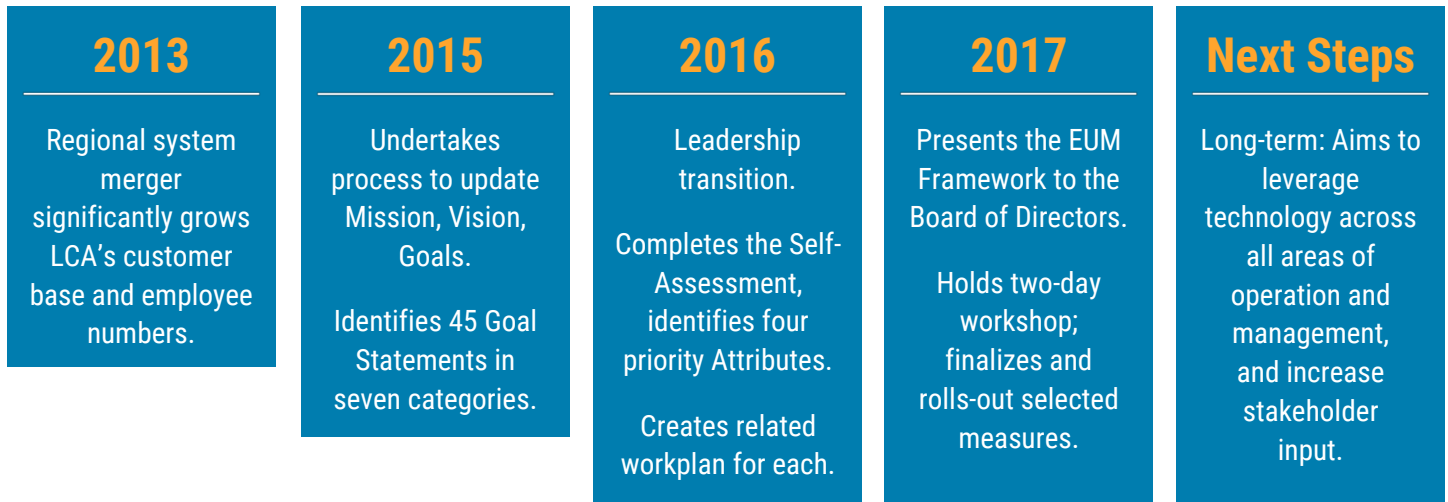 2013
Regional system
merger
significantly grows
LCA's customer
base and employee
numbers.
2015
Undertakes
process to update
Mission, Vision,
Goals.
Identifies 45 Goal
Statements in
seven categories.
2016
Leadership
transition.
Completes the Self-
Assessment,
identifies four
priority Attributes.
Creates related
workplan for each.
2017
Presents the EUM
Framework to the
Board of Directors.
Holds two-day
workshop;
finalizes and
rolls-out selected
measures.
Next Steps
Long-term: Aims to
leverage
technology across
all areas of
operation and
management,
and increase
stakeholder
input.